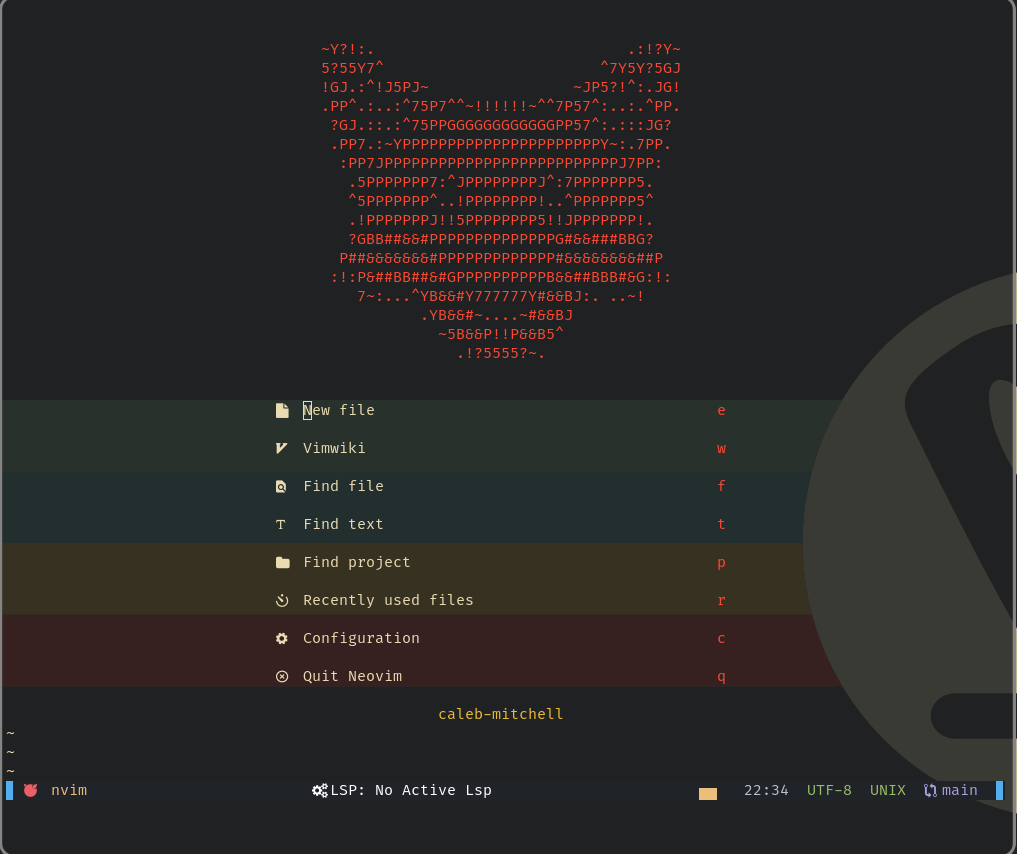 ~Y?!:.                            .:!?Y~
5?55Y7^                        ^7Y5Y?5GJ
!GJ.:^!J5PJ~                ~JP5?!^:.JG!
.PP^.:..:^75P7^^~!!!!!!~^^7P57^:..:.^PP.
?GJ.::.:^75PPGGGGGGGGGGGGPP57^:.:::JG?
.PP7.:~YPPPPPPPPPPPPPPPPPPPPPPY~:.7PP.
:PP7JPPPPPPPPPPPPPPPPPPPPPPPPPPJ7PP:
.5PPPPPPP7:^JPPPPPPPPJ^:7PPPPPPP5.
^5PPPPPPP^..!PPPPPPPP!..^PPPPPPP5^
.!PPPPPPPJ!!5PPPPPPPP5!!JPPPPPPP!.
?GBB##&&#PPPPPPPPPPPPPPG#&&###BBG?
P##&&&&&&&#PPPPPPPPPPPPP#&&&&&&&&##P
:!:P&##BB##&#GPPPPPPPPPPB&&##BBB#&G:!:
7~:...^YB&&#Y777777Y#&&BJ:. ..~!
.YB&&#~....~#&&BJ
~5B&&P!!P&&B5^
.!?5555?~.
New file e
Vimwiki w
Find file f
Find text t
Find project p
Recently used files r
Configuration c
Quit Neovim q
caleb-mitchell
~
~
~
nvim LSP: No Active Lsp 22:34 UTF-8 UNIX main